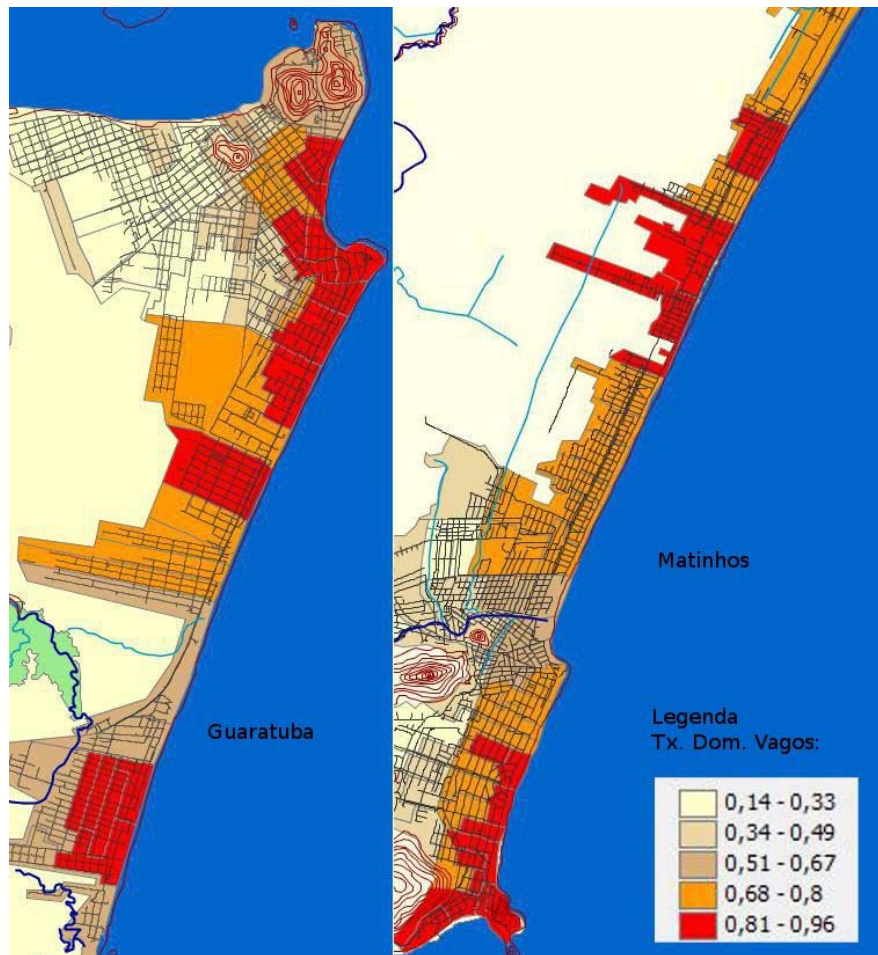 Matinhos
Guaratuba
Legenda
Tx. Dom. Vagos:
0,14 - 0,33
0,34 - 0,49
0,51 - 0,67
0,68 - 0,8
0,81 - 0,96